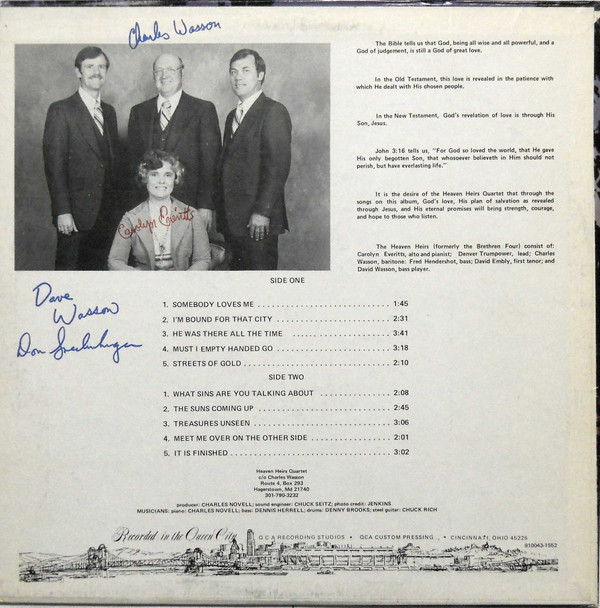 Charles Wasson
The Bible tells us that God, being all wise and all powerful, and a
God of judgement, is still a God of great love.
In the Old Testament, this love is revealed in the patience with
which He dealt with His chosen people.
In the New Testament, God's revelation of love is through His
Son, Jesus.
John 3:16 tells us, "For God so loved the world, that He gave
His only begotten Son, that whosoever believeth in Him should not
perish, but have everlasting life."
It is the desire of the Heaven Heirs Quartet that through the
songs on this album, God's love, His plan of salvation as revealed
through Jesus, and His eternal promises will bring strength, courage,
and hope to those who listen.
The Heaven Heirs (formerly the Brethren Four) consist of:
Carolyn Everitts, alto and pianist; Denver Trumpower, lead; Charles
Wasson, baritone: Fred Hendershot, bass; David Embly, first tenor; and
David Wasson, bass player.
Carolyn Everitts
Dave
Wasson
Don
SIDE ONE
1. SOMEBODY LOVES ME 1:45
2. I'M BOUND FOR THAT CITY 2:31
3. HE WAS THERE ALL THE TIME 3:41
4. MUST I EMPTY HANDED GO 3:18
5. STREETS OF GOLD 2:10
SIDE TWO
1. WHAT SINS ARE YOU TALKING ABOUT 2:08
2. THE SUNS COMING UP 2:45
3. TREASURES UNSEEN 3:06
4. MEET ME OVER ON THE OTHER SIDE 2:01
5. IT IS FINISHED 3:02
Heaven Heirs Quartet
c/o Charles Wasson
Route 4, Box 293
Hagerstown, Md 21740
301-790-3232
producer: CHARLES NOVELL; sound engineer: CHUCK SEITZ; photo credit: JENKINS
MUSICIANS: piano: CHARLES NOVELL; bass: DENNIS HERRELL; drums: DENNY BROOKS; steel guitar: CHUCK RICH
Recorded in the Queen City QCA RECORDING STUDIOS • QCA CUSTOM PRESSING • CINCINNATI, OHIO 45225
810043-1552